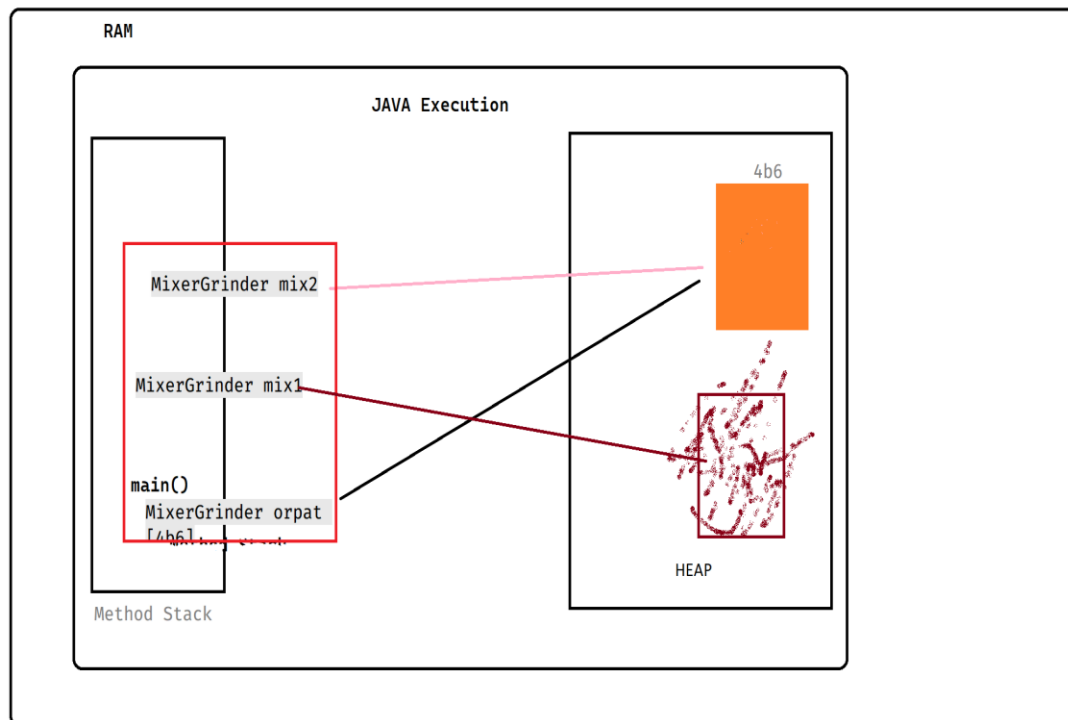 RAM
JAVA Execution
4b6
MixerGrinder mix2
MixerGrinder mix1
main()
MixerGrinder orpat
[4b6]
HEAP
Method Stack